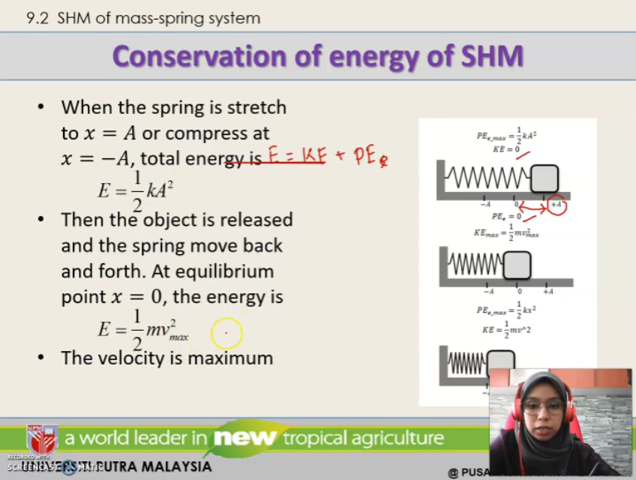 9.2 SHM of mass-spring system
Conservation of energy of SHM
• When the spring is stretch
to x = A or compress at
x = −A, total energy is E = KE + PEe
E = 1/2 kA²
• Then the object is released
and the spring move back
and forth. At equilibrium
point x = 0, the energy is
E = 1/2 mv²max
• The velocity is maximum
PEe,max = 1/2 kA²
KE = 0
−A 0 +A
PEe = 0
KEmax = 1/2 mv²max
−A 0 +A
PEe,max = 1/2 kx²
KE = 1/2 mv^2
a world leader in new tropical agriculture
RECORDED WITH
UNIVERSITI PUTRA MALAYSIA
@ PUSA